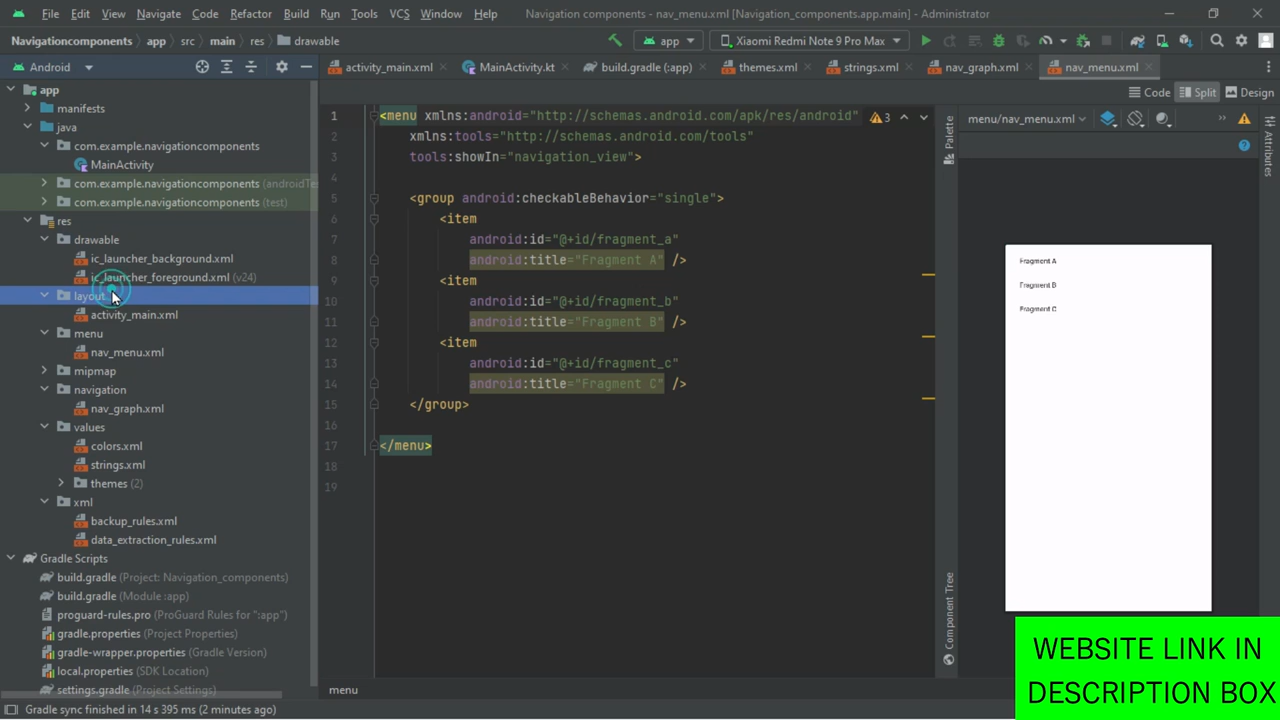 File Edit View Navigate Code Refactor Build Run Tools VCS Window Help Navigation components - nav_menu.xml [Navigation_components.app.main] - Administrator
Navigationcomponents app src main res drawable
app Xiaomi Redmi Note 9 Pro Max
Android
activity_main.xml MainActivity.kt build.gradle (:app) themes.xml strings.xml nav_graph.xml nav_menu.xml
Code Split Design
app
manifests
java
com.example.navigationcomponents
MainActivity
com.example.navigationcomponents (androidTes
com.example.navigationcomponents (test)
res
drawable
ic_launcher_background.xml
ic_launcher_foreground.xml (v24)
layout
activity_main.xml
menu
nav_menu.xml
mipmap
navigation
nav_graph.xml
values
colors.xml
strings.xml
themes (2)
xml
backup_rules.xml
data_extraction_rules.xml
Gradle Scripts
build.gradle (Project: Navigation_components)
build.gradle (Module :app)
proguard-rules.pro (ProGuard Rules for ":app")
gradle.properties (Project Properties)
gradle-wrapper.properties (Gradle Version)
local.properties (SDK Location)
settings.gradle (Project Settings)
1 <menu xmlns:android="http://schemas.android.com/apk/res/android"
2 xmlns:tools="http://schemas.android.com/tools"
3 tools:showIn="navigation_view">
4
5 <group android:checkableBehavior="single">
6 <item
7 android:id="@+id/fragment_a"
8 android:title="Fragment A" />
9 <item
10 android:id="@+id/fragment_b"
11 android:title="Fragment B" />
12 <item
13 android:id="@+id/fragment_c"
14 android:title="Fragment C" />
15 </group>
16
17 </menu>
18
19
3
menu
Palette
Component Tree
menu/nav_menu.xml
Attributes
Fragment A
Fragment B
Fragment C
WEBSITE LINK IN
DESCRIPTION BOX
Gradle sync finished in 14 s 395 ms (2 minutes ago)